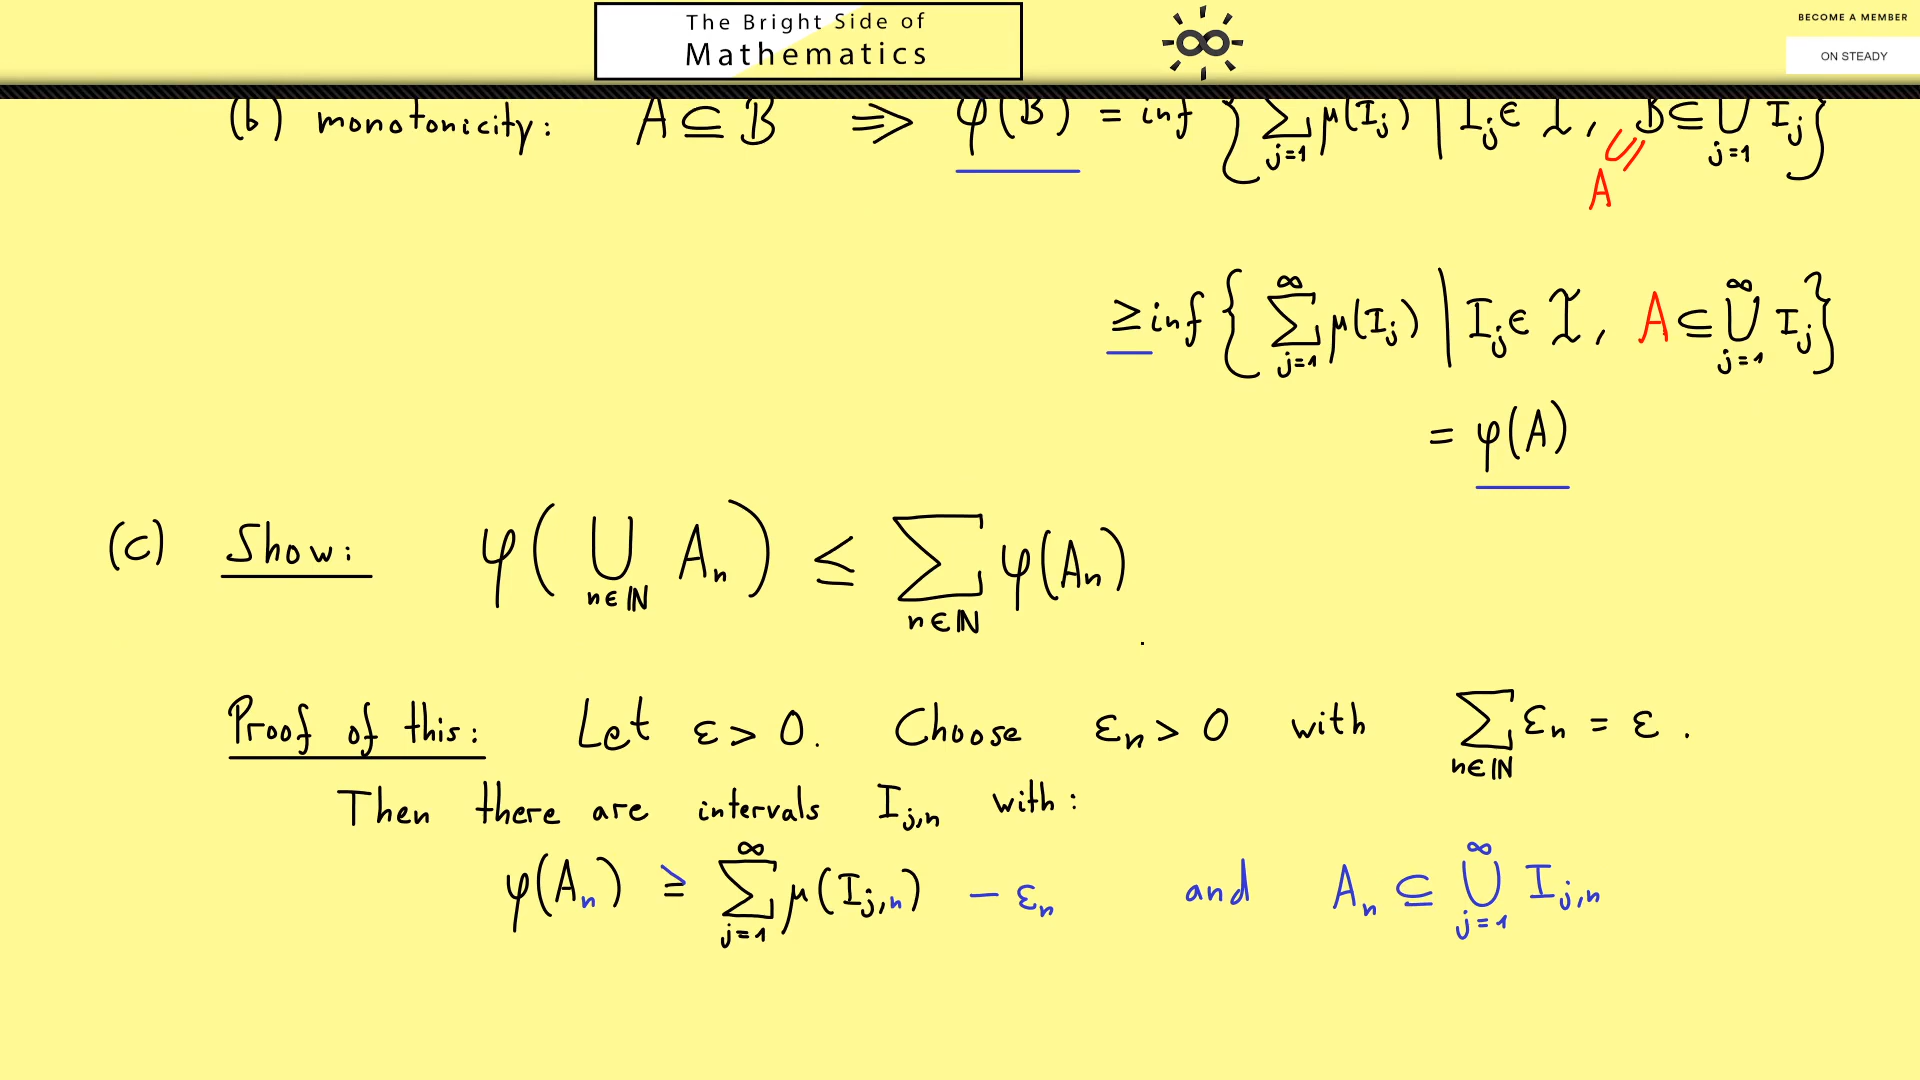 The Bright Side of
Mathematics
BECOME A MEMBER
ON STEADY
(b) monotonicity: A ⊆ B ⇒ φ(B) = inf { ∑_{j=1} μ(I_j) | I_j ∈ 𝓘, B ⊆ ⋃_{j=1} I_j }
⊆
A
≥ inf { ∑_{j=1}^∞ μ(I_j) | I_j ∈ 𝓘, A ⊆ ⋃_{j=1}^∞ I_j }
= φ(A)
(c) Show: φ( ⋃_{n∈ℕ} A_n ) ≤ ∑_{n∈ℕ} φ(A_n)
Proof of this: Let ε > 0. Choose ε_n > 0 with ∑_{n∈ℕ} ε_n = ε.
Then there are intervals I_{j,n} with:
φ(A_n) ≥ ∑_{j=1}^∞ μ(I_{j,n}) − ε_n and A_n ⊆ ⋃_{j=1}^∞ I_{j,n}